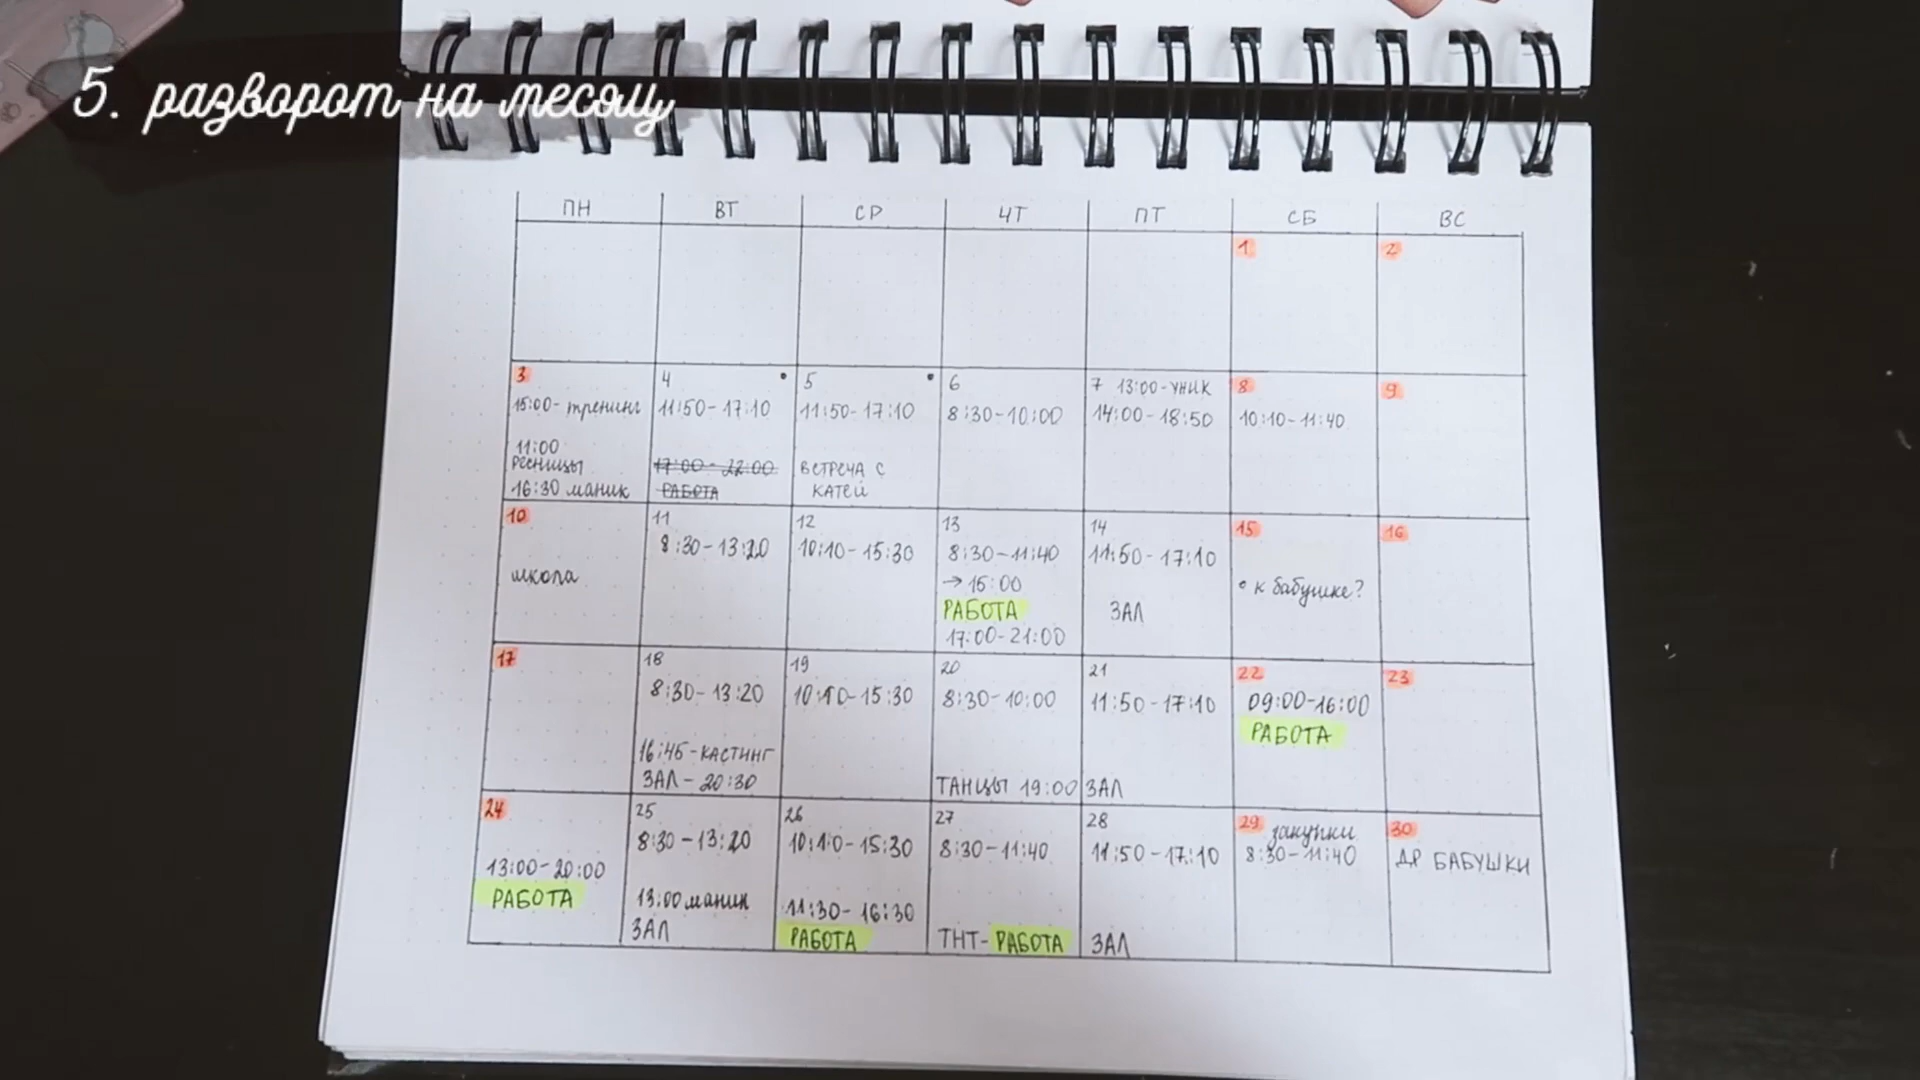 5. разворот на месяц
ПН ВТ СР ЧТ ПТ СБ ВС
1 2
3
15:00- тренинг
11:00
РЕСНИЦЫ
16:30 маник
4
11:50-17:10
17:00-22:00
РАБОТА
5
11:50-17:10
ВСТРЕЧА С
КАТЕЙ
6
8:30-10:00
7 13:00-УНИК
14:00-18:50
8
10:10-11:40
9
10
школа
11
8:30-13:20
12
10:10-15:30
13
8:30-11:40
→ 15:00
РАБОТА
17:00-21:00
14
11:50-17:10
ЗАЛ
15
• к бабушке?
16
17
18
8:30-13:20
16:45-КАСТИНГ
ЗАЛ-20:30
19
10:10-15:30
20
8:30-10:00
ТАНЦЫ 19:00
21
11:50-17:10
ЗАЛ
22
09:00-16:00
РАБОТА
23
24
13:00-20:00
РАБОТА
25
8:30-13:20
13:00 маник
ЗАЛ
26
10:10-15:30
11:30-16:30
РАБОТА
27
8:30-11:40
ТНТ-РАБОТА
28
11:50-17:10
ЗАЛ
29 закупки
8:30-11:40
30
ДР БАБУШКИ